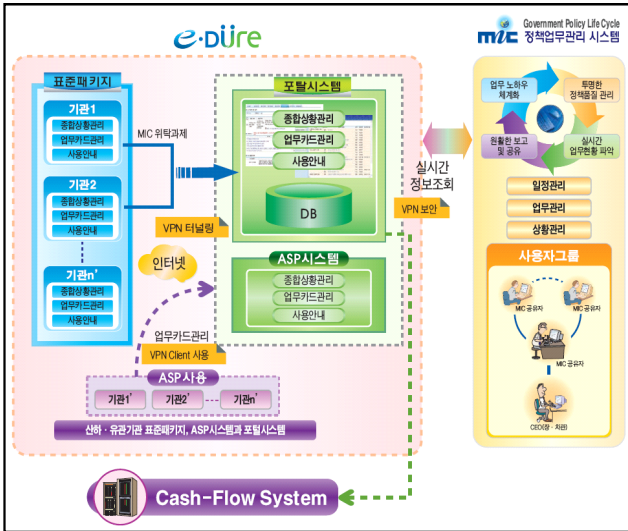 e-DÜre
Government Policy Life Cycle
mic 정책업무관리 시스템
표준패키지
기관1
종합상황관리
업무카드관리
사용안내
기관2
종합상황관리
업무카드관리
사용안내
기관n'
종합상황관리
업무카드관리
사용안내
MIC 위탁과제
포탈시스템
종합상황관리
업무카드관리
사용안내
DB
VPN 터널링
인터넷
ASP시스템
종합상황관리
업무카드관리
사용안내
업무카드관리
VPN Client 사용
ASP사용
기관1'
기관2'
기관n'
산하·유관기관 표준패키지, ASP시스템과 포탈시스템
실시간
정보조회
VPN 보안
업무 노하우
체계화
투명한
정책품질 관리
원활한 보고
및 공유
실시간
업무현황 파악
일정관리
업무관리
상황관리
사용자그룹
MIC 공유자
MIC 공유자
MIC 공유자
CEO(장·차관)
Cash-Flow System